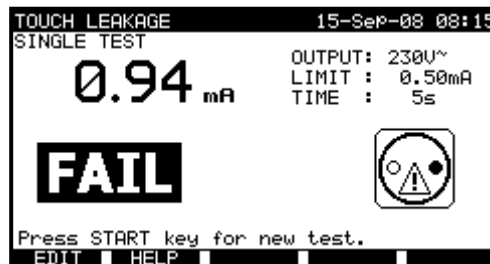 TOUCH LEAKAGE 15-Sep-08 08:15
SINGLE TEST
0.94 mA
OUTPUT: 230V~
LIMIT : 0.50mA
TIME : 5s
FAIL
Press START key for new test.
EDIT HELP